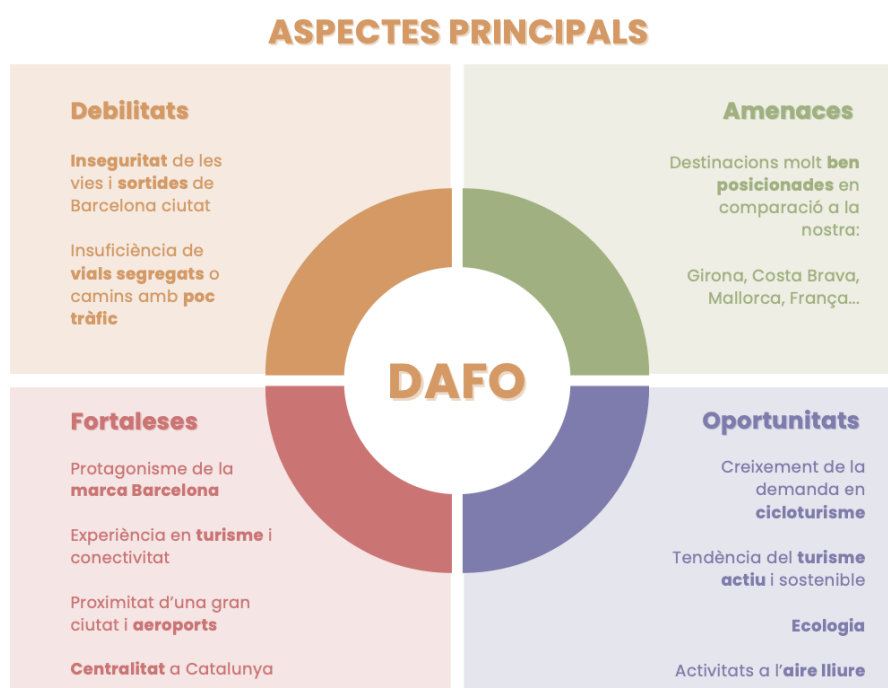 ASPECTES PRINCIPALS
Debilitats
Inseguritat de les
vies i sortides de
Barcelona ciutat
Insuficiència de
vials segregats o
camins amb poc
tràfic
Amenaces
Destinacions molt ben
posicionades en
comparació a la
nostra:
Girona, Costa Brava,
Mallorca, França...
DAFO
Fortaleses
Protagonisme de la
marca Barcelona
Experiència en turisme i
conectivitat
Proximitat d'una gran
ciutat i aeroports
Centralitat a Catalunya
Oportunitats
Creixement de la
demanda en
cicloturisme
Tendència del turisme
actiu i sostenible
Ecologia
Activitats a l'aire lliure